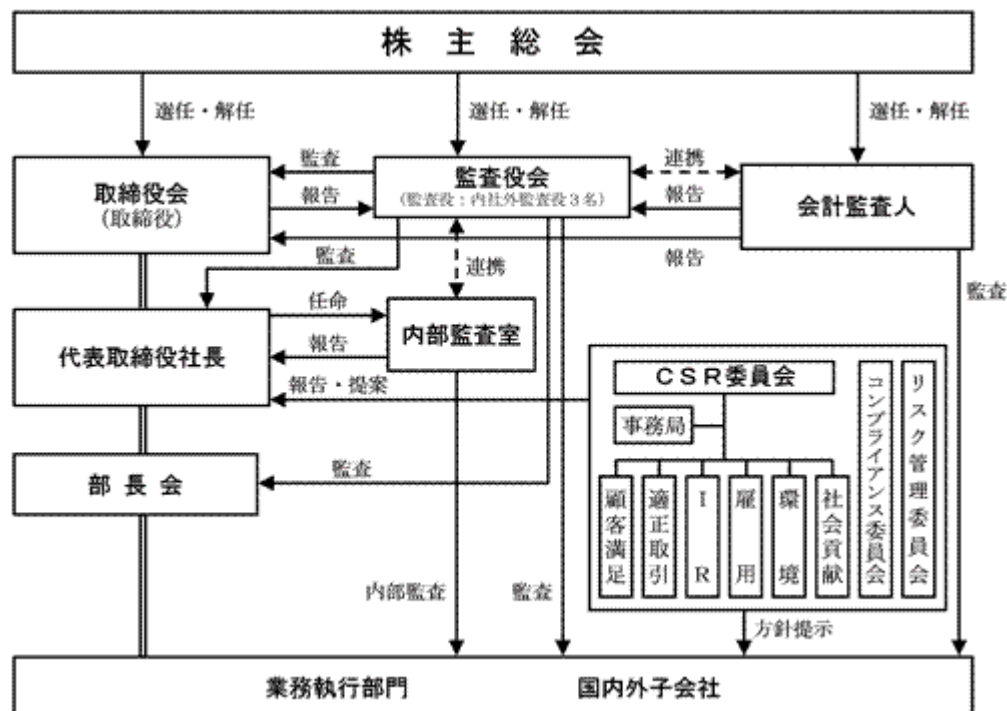 株主総会
選任・解任
選任・解任
選任・解任
取締役会
(取締役)
監査
報告
監査役会
(監査役：内社外監査役3名)
連携
報告
会計監査人
報告
監査
連携
監査
代表取締役社長
任命
報告
報告・提案
内部監査室
CSR委員会
事務局
顧客満足
適正取引
IR
雇用
環境
社会貢献
コンプライアンス委員会
リスク管理委員会
部長会
監査
内部監査
監査
方針提示
業務執行部門
国内外子会社